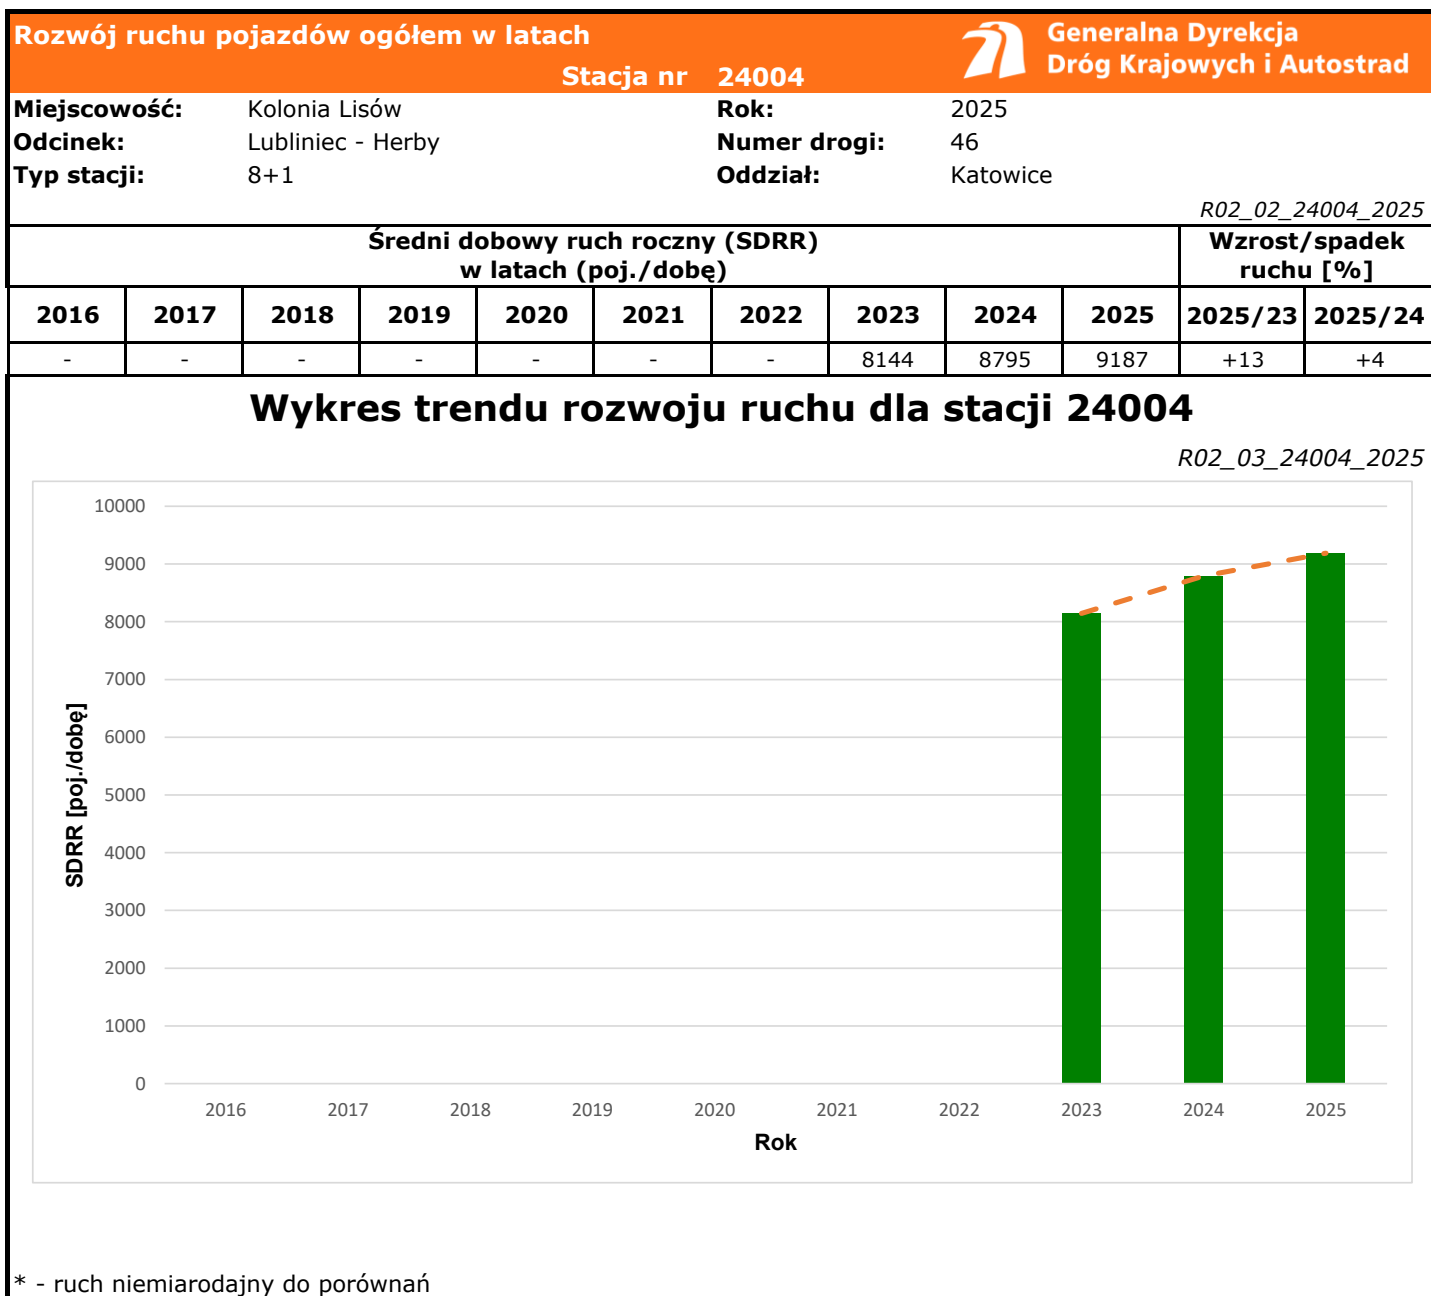 Rozwój ruchu pojazdów ogółem w latach
Generalna Dyrekcja
Dróg Krajowych i Autostrad
Stacja nr 24004
Miejscowość: Kolonia Lisów Rok: 2025
Odcinek: Lubliniec - Herby Numer drogi: 46
Typ stacji: 8+1 Oddział: Katowice
R02_02_24004_2025
Średni dobowy ruch roczny (SDRR)
w latach (poj./dobę)
Wzrost/spadek
ruchu [%]
2016 2017 2018 2019 2020 2021 2022 2023 2024 2025 2025/23 2025/24
- - - - - - - 8144 8795 9187 +13 +4
Wykres trendu rozwoju ruchu dla stacji 24004
R02_03_24004_2025
10000
9000
8000
7000
6000
5000
4000
3000
2000
1000
0
SDRR [poj./dobę]
2016 2017 2018 2019 2020 2021 2022 2023 2024 2025
Rok
* - ruch niemiarodajny do porównań